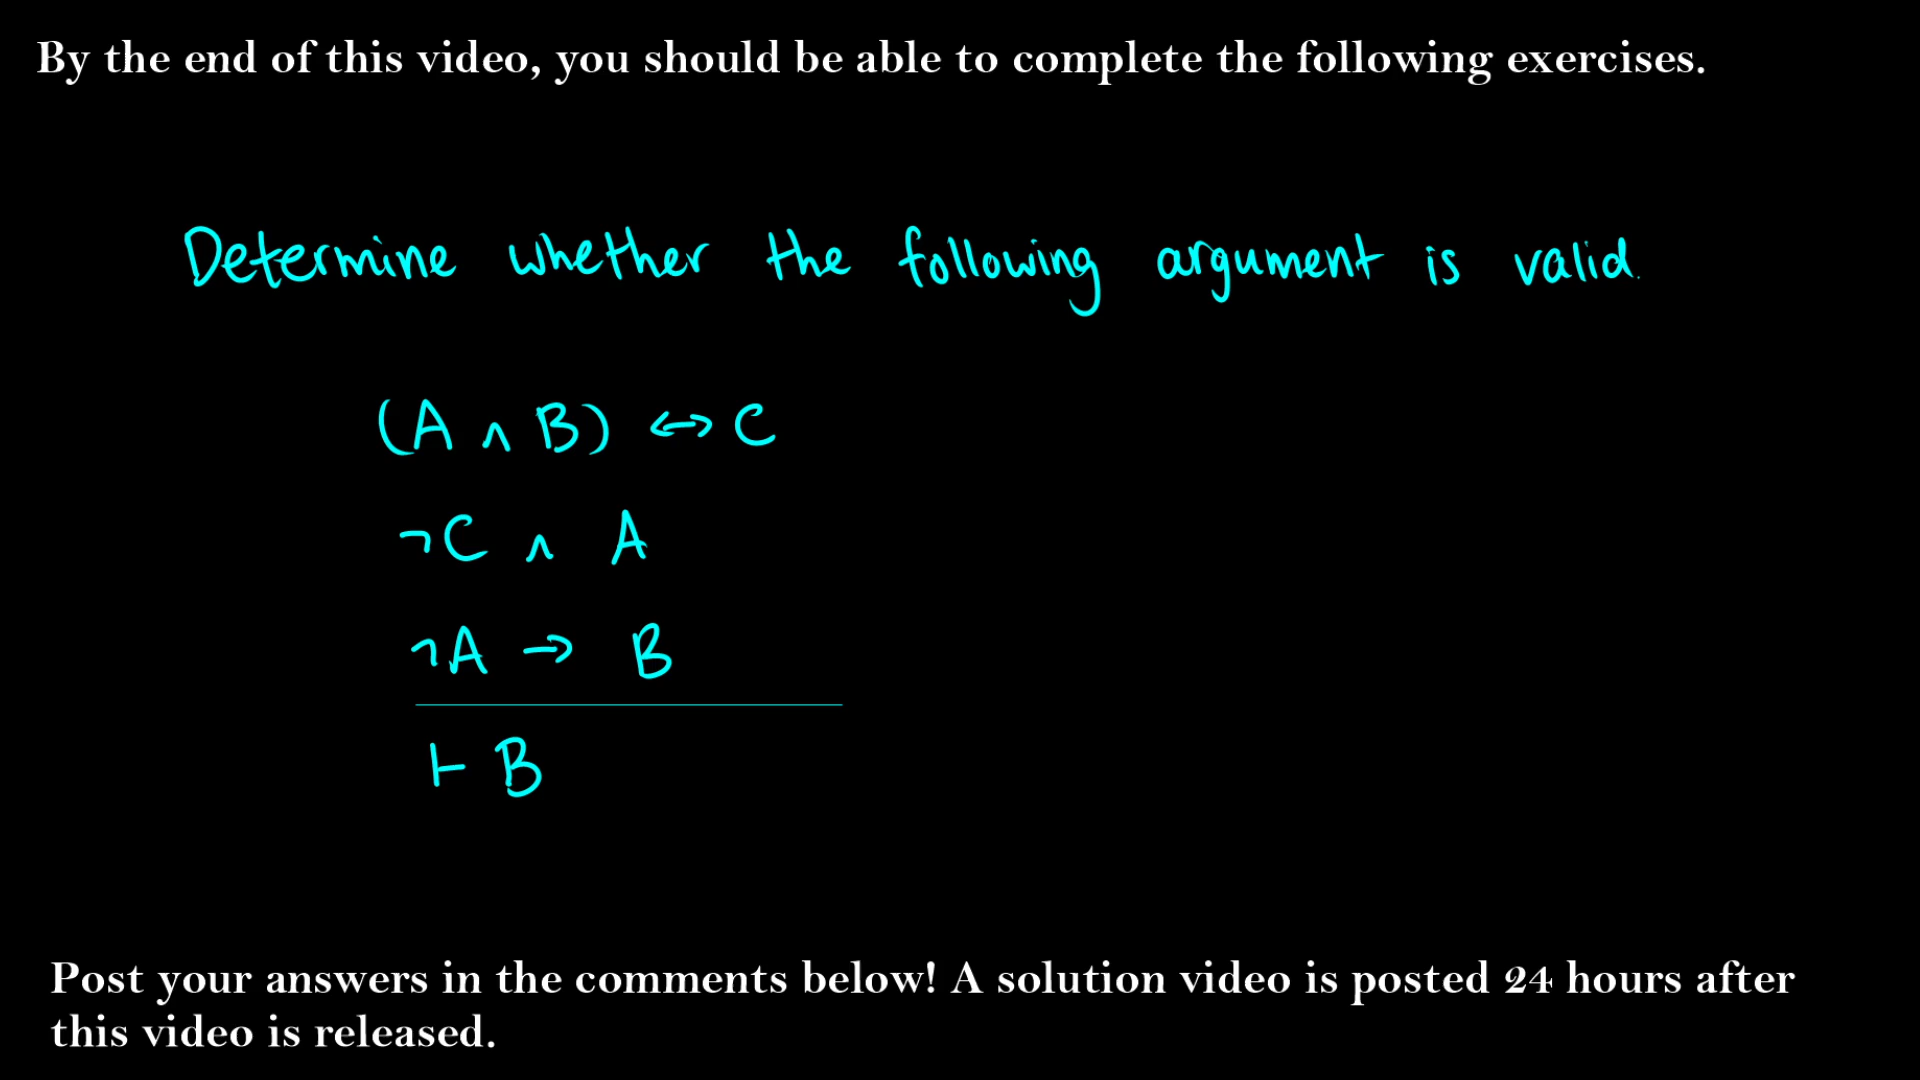 By the end of this video, you should be able to complete the following exercises.
Determine whether the following argument is valid.
(A ∧ B) ↔ C
¬C ∧ A
¬A → B
⊢ B
Post your answers in the comments below! A solution video is posted 24 hours after
this video is released.